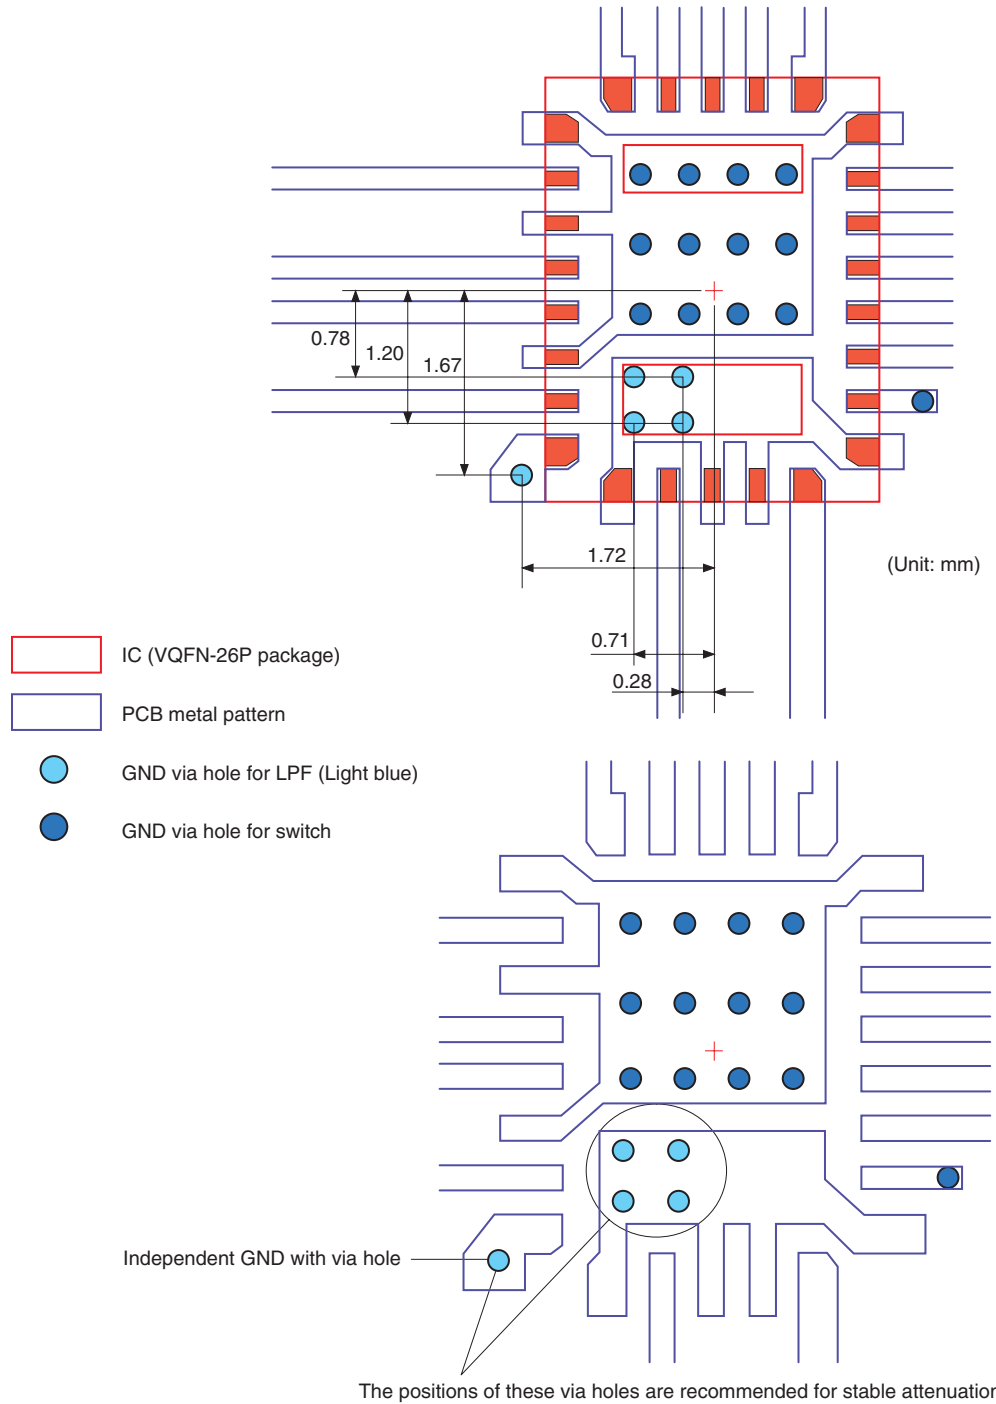 0.78
1.20
1.67
1.72
(Unit: mm)
0.71
0.28
IC (VQFN-26P package)
PCB metal pattern
GND via hole for LPF (Light blue)
GND via hole for switch
Independent GND with via hole
The positions of these via holes are recommended for stable attenuation